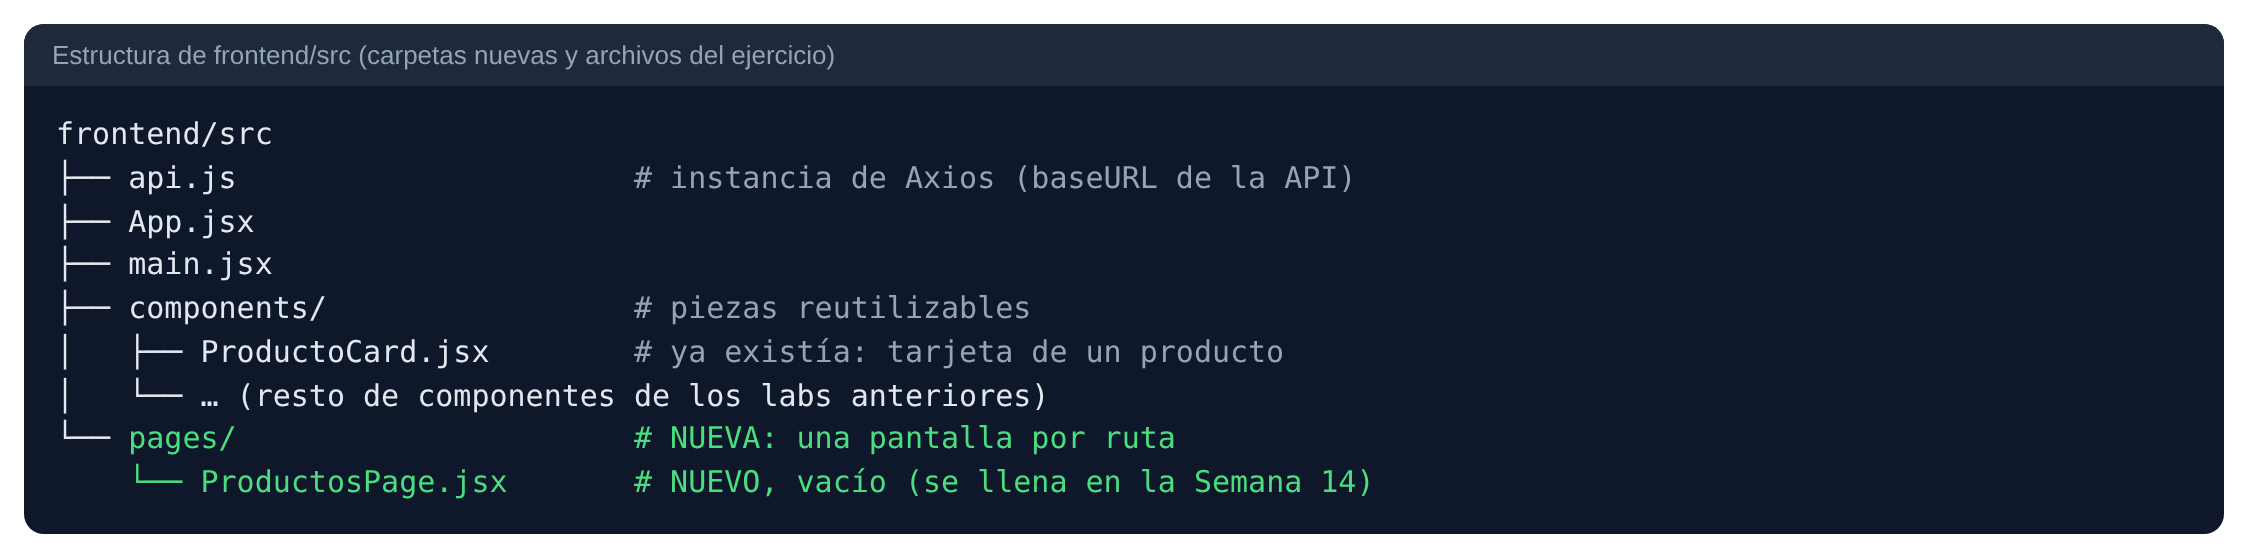 Estructura de frontend/src (carpetas nuevas y archivos del ejercicio)
frontend/src
├── api.js                      # instancia de Axios (baseURL de la API)
├── App.jsx
├── main.jsx
├── components/                 # piezas reutilizables
│   ├── ProductoCard.jsx        # ya existía: tarjeta de un producto
│   └── … (resto de componentes de los labs anteriores)
└── pages/                      # NUEVA: una pantalla por ruta
    └── ProductosPage.jsx       # NUEVO, vacío (se llena en la Semana 14)